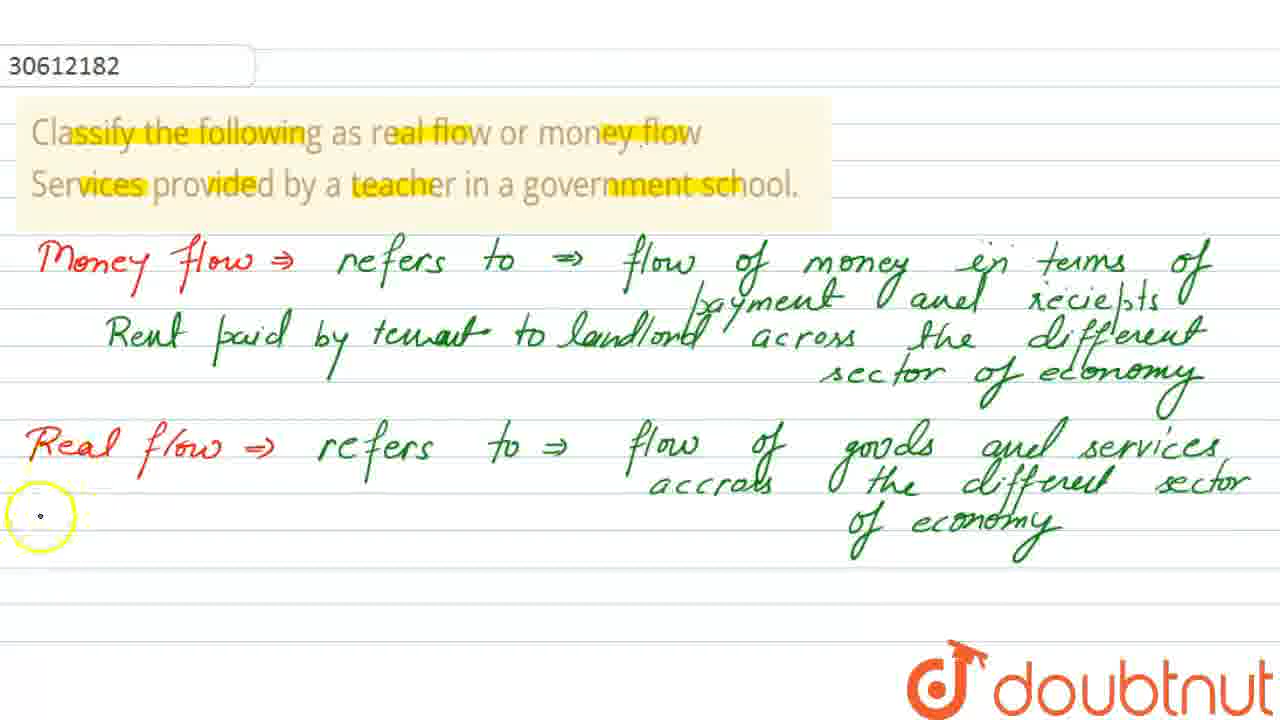 30612182
Classify the following as real flow or money flow
Services provided by a teacher in a government school.
Money flow ⇒ refers to ⇒ flow of money in terms of
payment and reciepts
Rent paid by tenant to landlord across the different
sector of economy
Real flow ⇒ refers to ⇒ flow of goods and services
accross the different sector
of economy
doubtnut